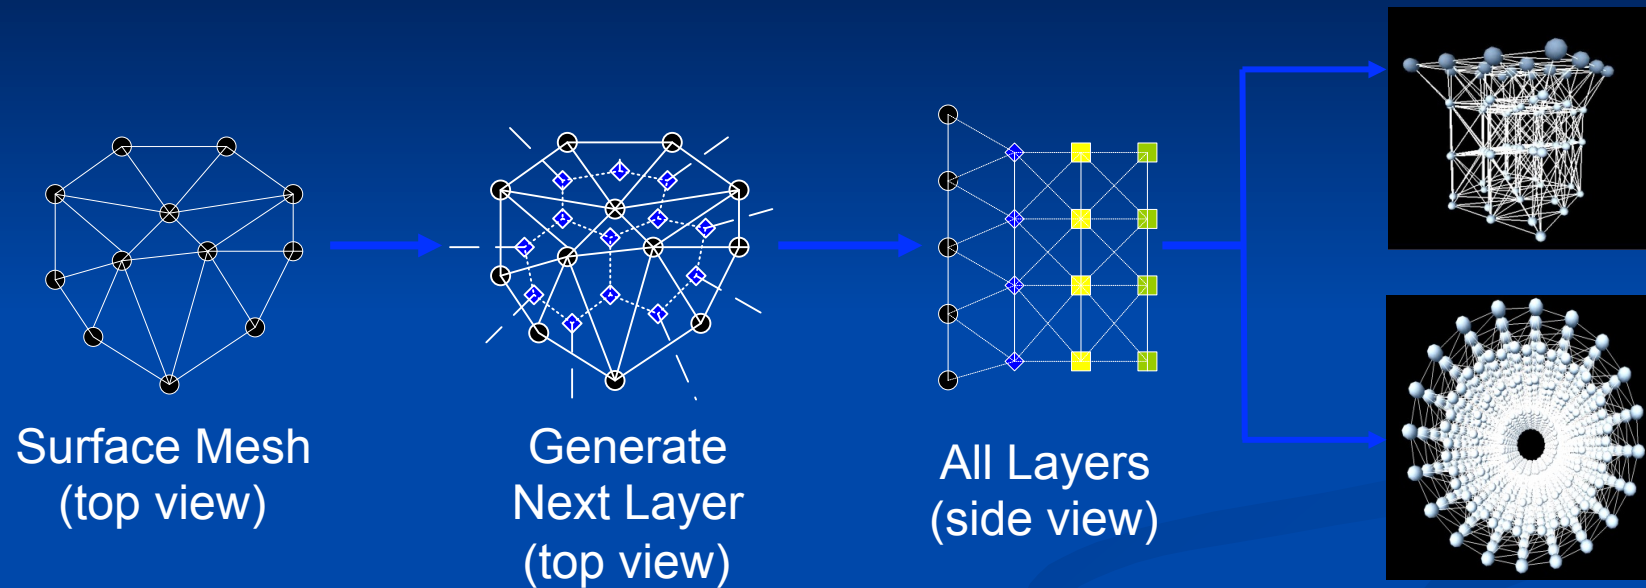 Surface Mesh
(top view)
Generate
Next Layer
(top view)
All Layers
(side view)